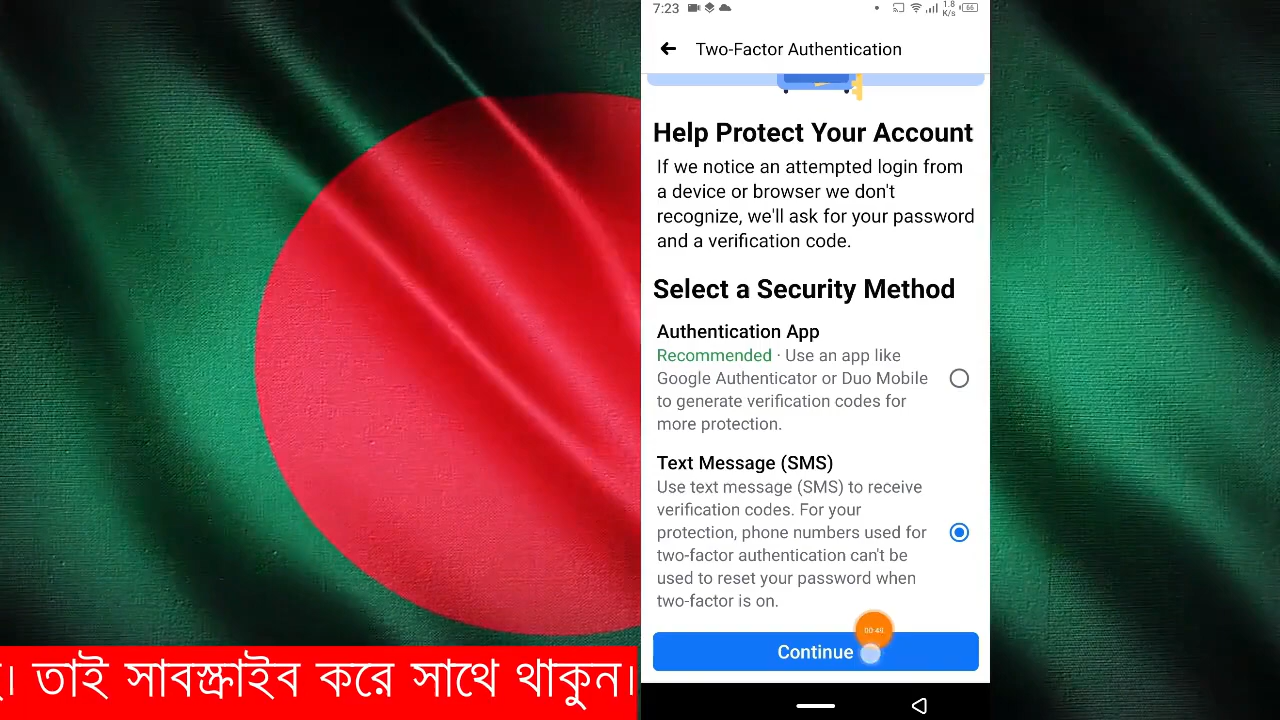 7:23
1.8
K/s
66
Two-Factor Authentication
Help Protect Your Account
If we notice an attempted login from
a device or browser we don't
recognize, we'll ask for your password
and a verification code.
Select a Security Method
Authentication App
Recommended · Use an app like
Google Authenticator or Duo Mobile
to generate verification codes for
more protection.
Text Message (SMS)
Use text message (SMS) to receive
verification codes. For your
protection, phone numbers used for
two-factor authentication can't be
used to reset your password when
two-factor is on.
Continue
। তাই সাবস্ক্রাইব করে সাথে থাকুন।